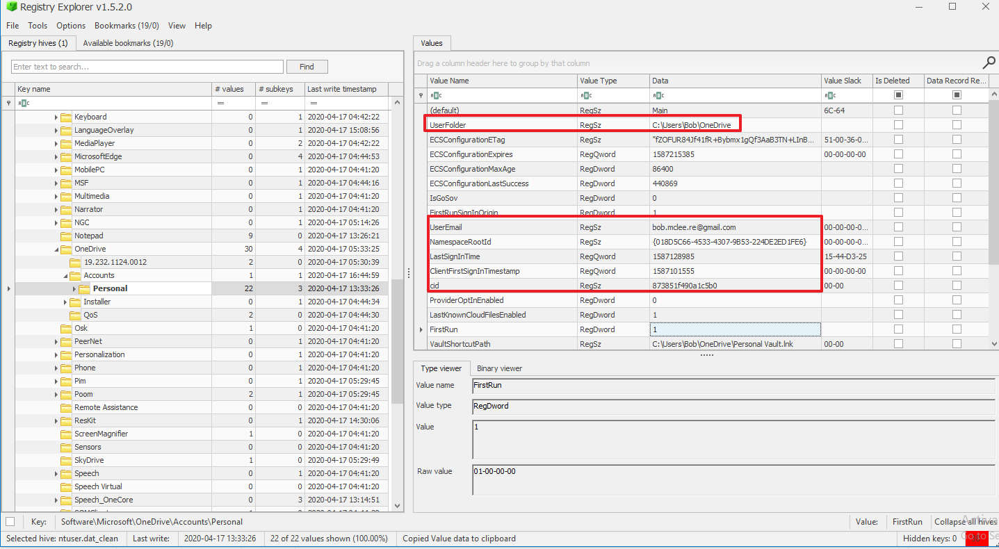 Registry Explorer v1.5.2.0
File Tools Options Bookmarks (19/0) View Help
Registry hives (1) Available bookmarks (19/0)
Enter text to search... Find
Key name # values # subkeys Last write timestamp
= = =
Keyboard 0 1 2020-04-17 04:42:22
LanguageOverlay 0 1 2020-04-17 15:08:56
MediaPlayer 0 2 2020-04-17 04:42:22
MicrosoftEdge 0 4 2020-04-17 04:44:53
MobilePC 0 1 2020-04-17 04:41:20
MSF 0 1 2020-04-17 04:44:16
Multimedia 0 1 2020-04-17 04:41:20
Narrator 0 1 2020-04-17 04:41:20
NGC 0 1 2020-04-17 05:14:26
Notepad 9 0 2020-04-17 13:26:21
OneDrive 30 4 2020-04-17 05:33:25
19.232.1124.0012 2 0 2020-04-17 05:30:39
Accounts 1 1 2020-04-17 16:44:59
Personal 22 3 2020-04-17 13:33:26
Installer 0 1 2020-04-17 04:44:34
QoS 2 0 2020-04-17 04:44:30
Osk 1 0 2020-04-17 04:41:20
PeerNet 0 1 2020-04-17 04:41:20
Personalization 0 1 2020-04-17 04:41:20
Phone 0 1 2020-04-17 04:41:20
Pim 0 1 2020-04-17 05:29:45
Poom 2 1 2020-04-17 05:29:45
Remote Assistance 0 0 2020-04-17 04:41:20
ResKit 0 1 2020-04-17 14:30:06
ScreenMagnifier 1 0 2020-04-17 04:41:20
Sensors 0 0 2020-04-17 04:41:20
SkyDrive 1 0 2020-04-17 05:29:49
Speech 0 1 2020-04-17 04:41:20
Speech Virtual 0 0 2020-04-17 04:41:20
Speech_OneCore 0 3 2020-04-17 13:14:51
Values
Drag a column header here to group by that column
Value Name Value Type Data Value Slack Is Deleted Data Record Re...
(default) RegSz Main 6C-64
UserFolder RegSz C:\Users\Bob\OneDrive
ECSConfigurationETag RegSz "fZOFUR84Jf41fR+Bybmx1gQf3AaB3TN+LInB... 51-00-36-0...
ECSConfigurationExpires RegQword 1587215385 00-00-00-00
ECSConfigurationMaxAge RegDword 86400
ECSConfigurationLastSuccess RegDword 440869
IsGoSov RegDword 0
FirstRunSignInOrigin RegDword 1
UserEmail RegSz bob.mclee.re@gmail.com 00-00-00-0...
NamespaceRootId RegSz {018D5C66-4533-4307-9B53-224DE2ED1FE6} 00-00-00-0...
LastSignInTime RegQword 1587128985 15-44-D3-25
ClientFirstSignInTimestamp RegQword 1587101555 00-00-00-00
cid RegSz 873851f490a1c5b0 00-00
ProviderOptInEnabled RegDword 0
LastKnownCloudFilesEnabled RegDword 1
FirstRun RegDword 1
VaultShortcutPath RegSz C:\Users\Bob\OneDrive\Personal Vault.lnk 00-00
Type viewer Binary viewer
Value name FirstRun
Value type RegDword
Value 1
Raw value 01-00-00-00
Key: Software\Microsoft\OneDrive\Accounts\Personal Value: FirstRun Collapse all hives
Selected hive: ntuser.dat_clean Last write: 2020-04-17 13:33:26 22 of 22 values shown (100.00%) Copied Value data to clipboard Hidden keys: 0
Activa
Go to Se